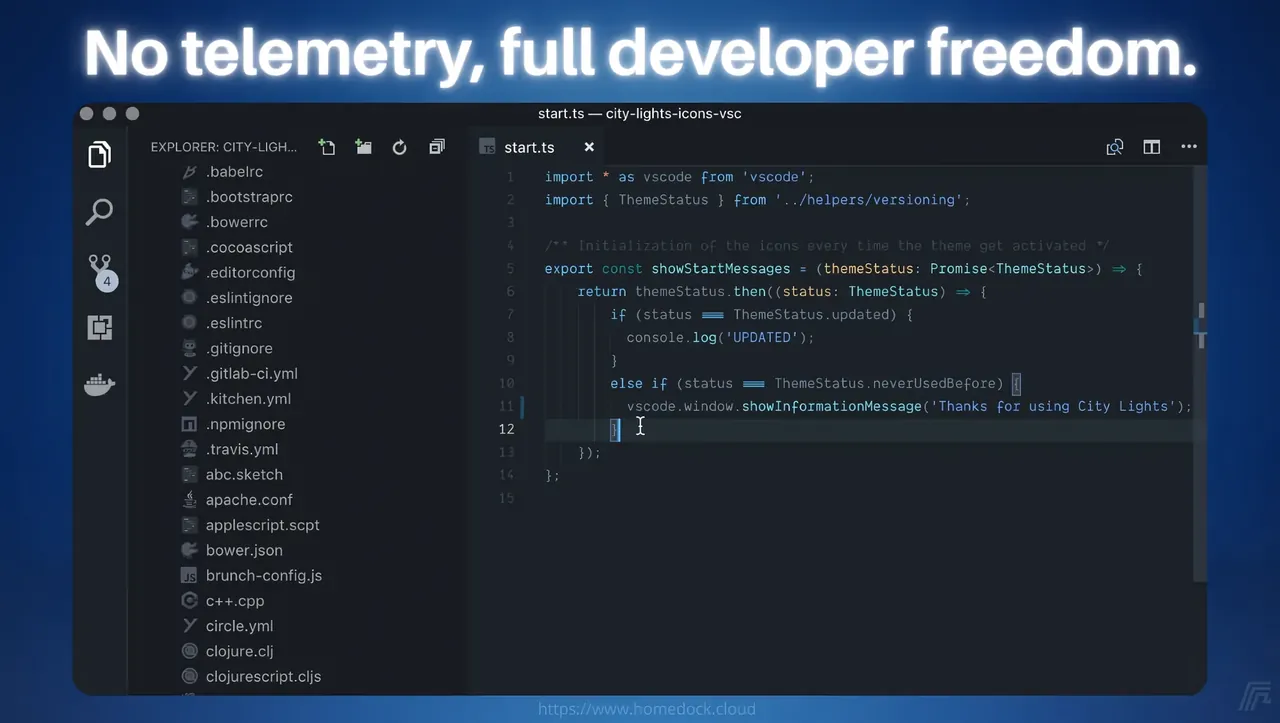 No telemetry, full developer freedom.
start.ts — city-lights-icons-vsc
EXPLORER: CITY-LIGH...
TS start.ts ×
4
.babelrc
.bootstraprc
.bowerrc
.cocoascript
.editorconfig
.eslintignore
.eslintrc
.gitignore
.gitlab-ci.yml
.kitchen.yml
.npmignore
.travis.yml
abc.sketch
apache.conf
applescript.scpt
bower.json
JS brunch-config.js
c++.cpp
circle.yml
clojure.clj
clojurescript.cljs
1 import * as vscode from 'vscode';
2 import { ThemeStatus } from '../helpers/versioning';
3
4 /** Initialization of the icons every time the theme get activated */
5 export const showStartMessages = (themeStatus: Promise<ThemeStatus>) => {
6 return themeStatus.then((status: ThemeStatus) => {
7 if (status === ThemeStatus.updated) {
8 console.log('UPDATED');
9 }
10 else if (status === ThemeStatus.neverUsedBefore) {
11 vscode.window.showInformationMessage('Thanks for using City Lights');
12 }
13 });
14 };
15
https://www.homedock.cloud